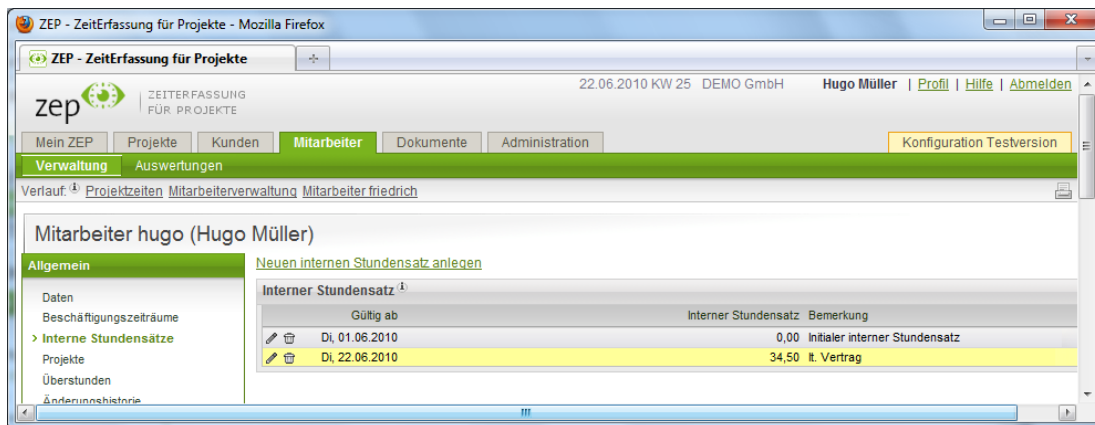 ZEP - ZeitErfassung für Projekte - Mozilla Firefox
ZEP - ZeitErfassung für Projekte
22.06.2010 KW 25 DEMO GmbH Hugo Müller | Profil | Hilfe | Abmelden
zep ZEITERFASSUNG
FÜR PROJEKTE
Mein ZEP Projekte Kunden Mitarbeiter Dokumente Administration Konfiguration Testversion
Verwaltung Auswertungen
Verlauf: Projektzeiten Mitarbeiterverwaltung Mitarbeiter friedrich
Mitarbeiter hugo (Hugo Müller)
Allgemein
Daten
Beschäftigungszeiträume
> Interne Stundensätze
Projekte
Überstunden
Änderungshistorie
Neuen internen Stundensatz anlegen
Interner Stundensatz
Gültig ab Interner Stundensatz Bemerkung
Di, 01.06.2010 0,00 Initialer interner Stundensatz
Di, 22.06.2010 34,50 lt. Vertrag